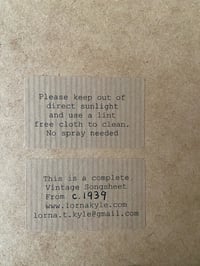 Please keep out of
direct sunlight
and use a lint
free cloth to clean.
No spray needed
This is a complete
Vintage Songsheet
From c.1939
www.lornakyle.com
lorna.t.kyle@gmail.com